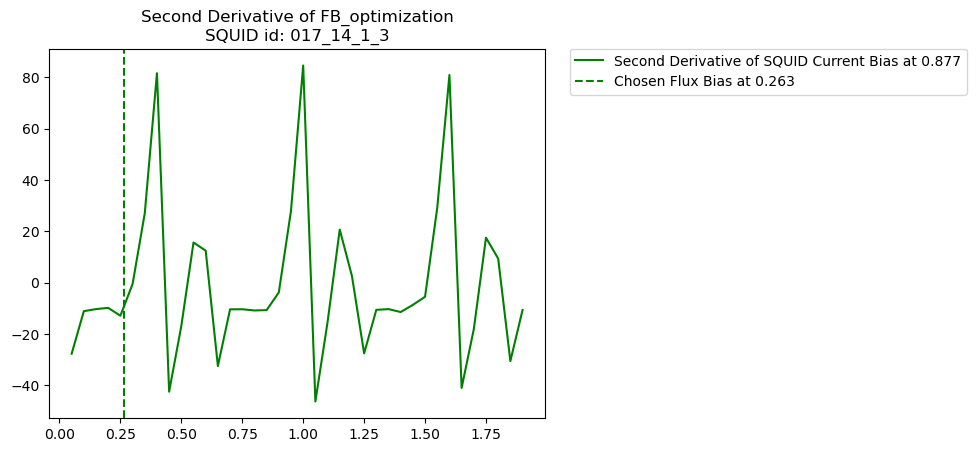 Second Derivative of FB_optimization
SQUID id: 017_14_1_3
Second Derivative of SQUID Current Bias at 0.877
Chosen Flux Bias at 0.263
80
60
40
20
0
−20
−40
0.00 0.25 0.50 0.75 1.00 1.25 1.50 1.75